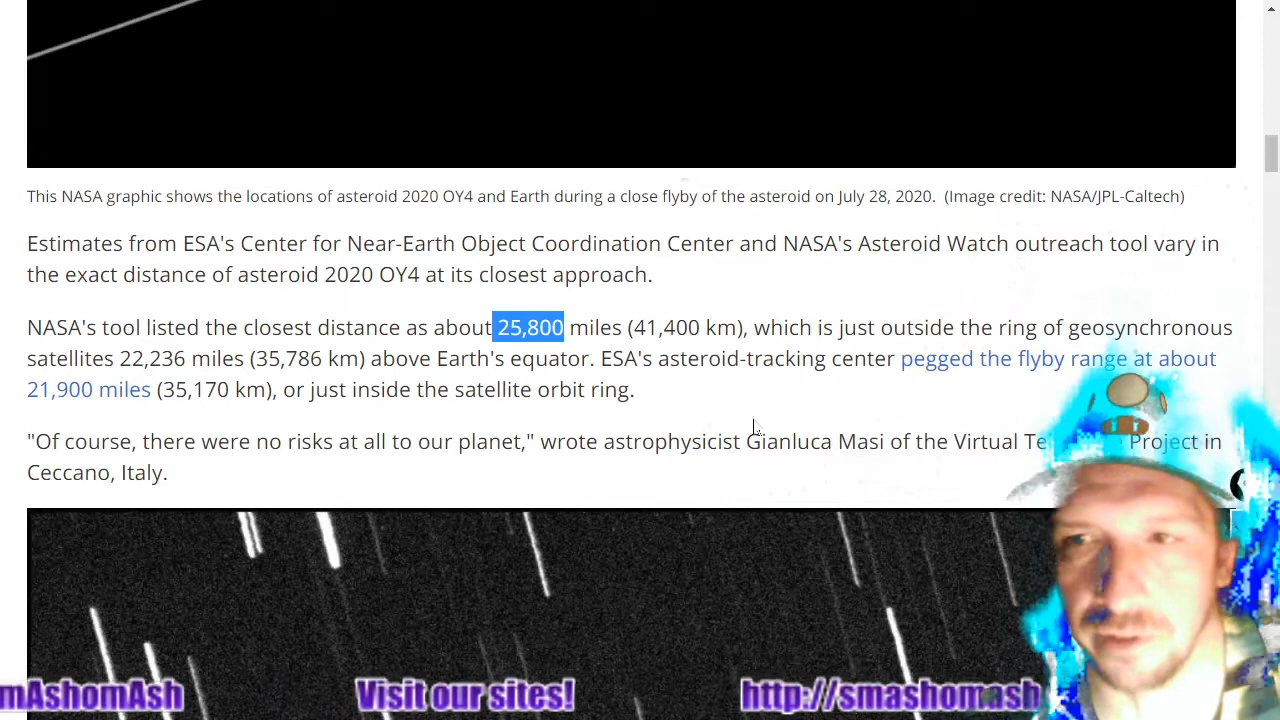 This NASA graphic shows the locations of asteroid 2020 OY4 and Earth during a close flyby of the asteroid on July 28, 2020.  (Image credit: NASA/JPL-Caltech)
Estimates from ESA's Center for Near-Earth Object Coordination Center and NASA's Asteroid Watch outreach tool vary in
the exact distance of asteroid 2020 OY4 at its closest approach.
NASA's tool listed the closest distance as about 25,800 miles (41,400 km), which is just outside the ring of geosynchronous
satellites 22,236 miles (35,786 km) above Earth's equator. ESA's asteroid-tracking center pegged the flyby range at about
21,900 miles (35,170 km), or just inside the satellite orbit ring.
"Of course, there were no risks at all to our planet," wrote astrophysicist Gianluca Masi of the Virtual Te Project in
Ceccano, Italy.
mAshomAsh Visit our sites! http://smashomash